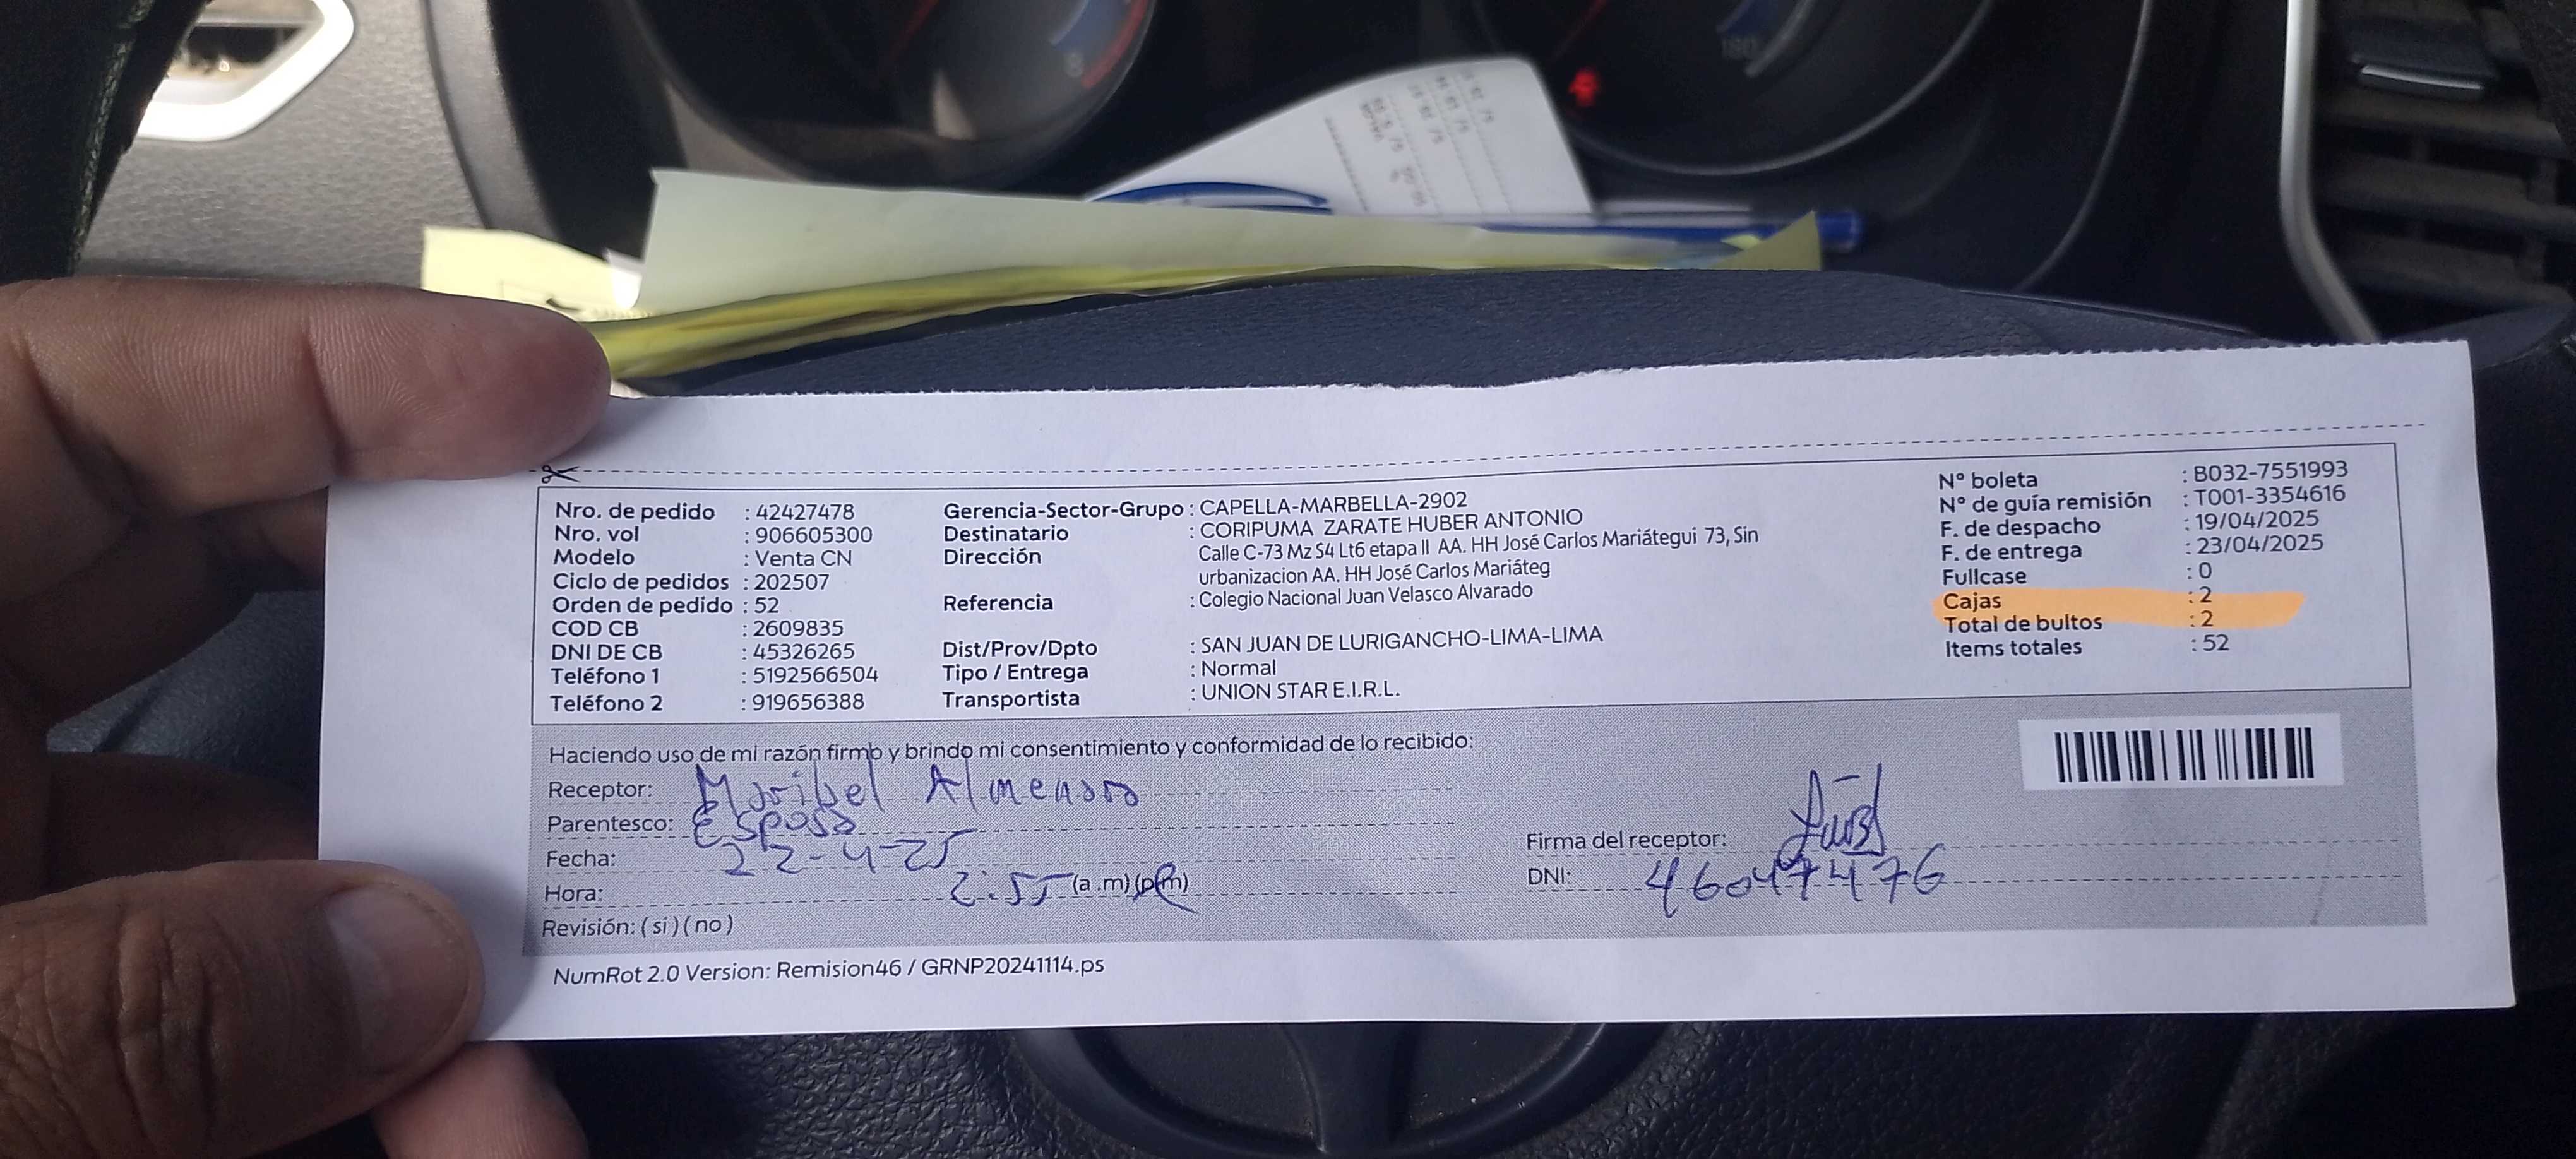 180
Nro. de pedido : 42427478
Nro. vol : 906605300
Modelo : Venta CN
Ciclo de pedidos : 202507
Orden de pedido : 52
COD CB : 2609835
DNI DE CB : 45326265
Teléfono 1 : 5192566504
Teléfono 2 : 919656388
Gerencia-Sector-Grupo : CAPELLA-MARBELLA-2902
Destinatario : CORIPUMA ZARATE HUBER ANTONIO
Dirección Calle C-73 Mz S4 Lt6 etapa II AA. HH José Carlos Mariátegui 73, Sin
urbanizacion AA. HH José Carlos Mariáteg
Referencia : Colegio Nacional Juan Velasco Alvarado
Dist/Prov/Dpto : SAN JUAN DE LURIGANCHO-LIMA-LIMA
Tipo / Entrega : Normal
Transportista : UNION STAR E.I.R.L.
N° boleta : B032-7551993
N° de guía remisión : T001-3354616
F. de despacho : 19/04/2025
F. de entrega : 23/04/2025
Fullcase : 0
Cajas : 2
Total de bultos : 2
Items totales : 52
Haciendo uso de mi razón firmo y brindo mi consentimiento y conformidad de lo recibido:
Receptor: Maribel Almensa
Parentesco: Esposa
Fecha: 22-4-25
Hora: 2:55 (a.m) (p.m)
Revisión: ( si ) ( no )
Firma del receptor:
DNI: 46047476
NumRot 2.0 Version: Remision46 / GRNP20241114.ps